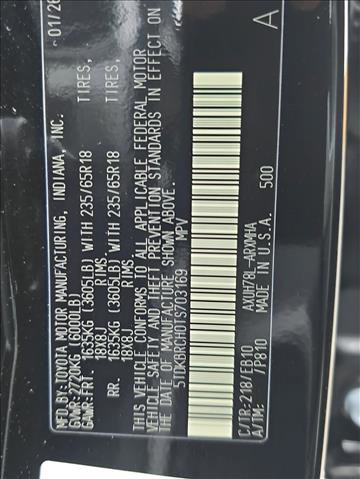 MFD. BY:TOYOTA MOTOR MANUFACTURING, INDIANA, INC. 01/26
GVWR:2720KG (6000LB)
GAWR:FRT. 1635KG (3605LB) WITH 235/65R18 TIRES,
18X8J RIMS
RR. 1635KG (3605LB) WITH 235/65R18 TIRES,
18X8J RIMS
THIS VEHICLE CONFORMS TO ALL APPLICABLE FEDERAL MOTOR
VEHICLE SAFETY AND THEFT PREVENTION STANDARDS IN EFFECT ON
THE DATE OF MANUFACTURE SHOWN ABOVE.
5TDKBRCH0TS703169 MPV
AXUH78L-ARXMHA
C/TR:218/EB10 MADE IN U.S.A. A
A/TM: -/P810 500